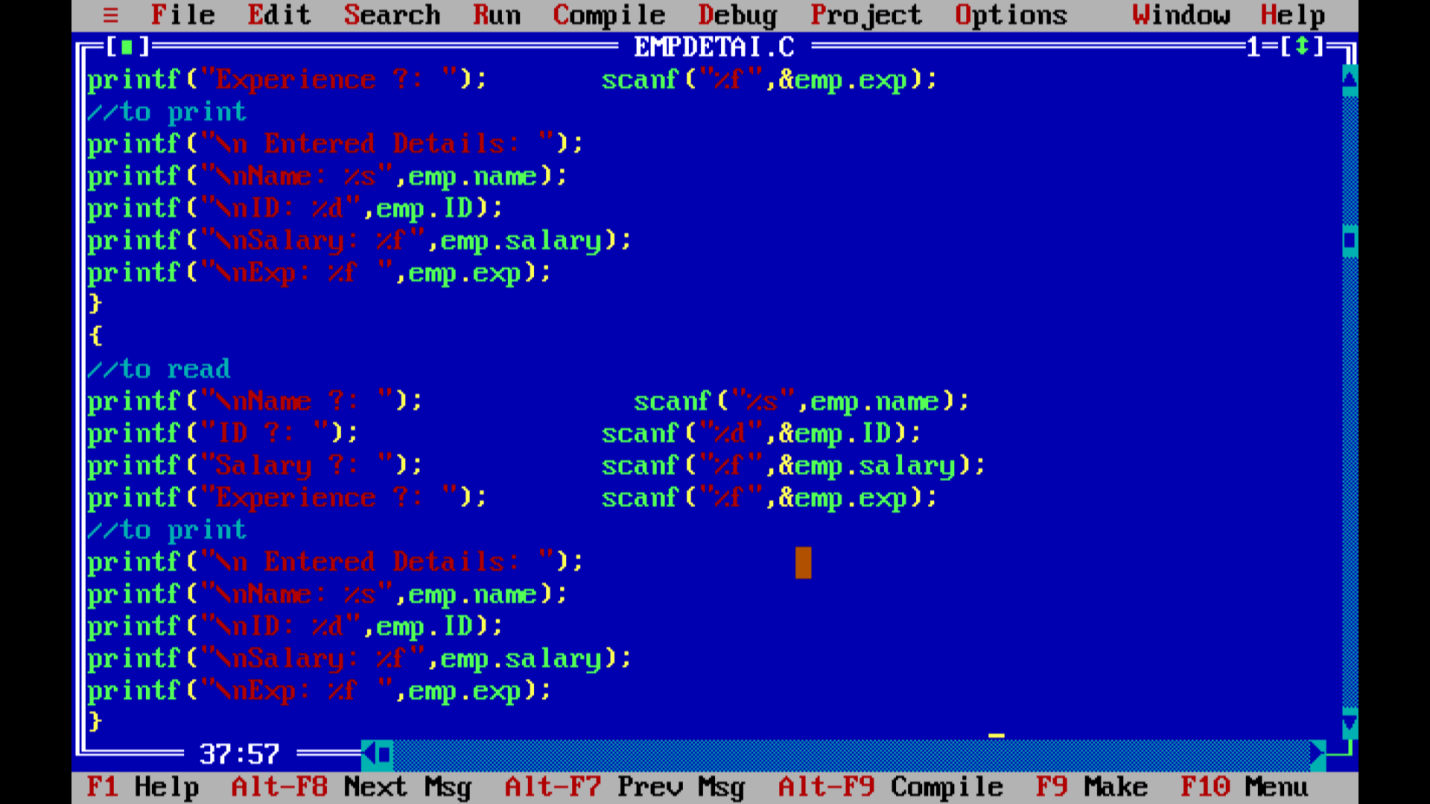 ≡ File Edit Search Run Compile Debug Project Options Window Help
[■] EMPDETAI.C 1=[↕]
printf("Experience ?: "); scanf("%f",&emp.exp);
//to print
printf("\n Entered Details: ");
printf("\nName: %s",emp.name);
printf("\nID: %d",emp.ID);
printf("\nSalary: %f",emp.salary);
printf("\nExp: %f ",emp.exp);
}
{
//to read
printf("\nName ?: "); scanf("%s",emp.name);
printf("ID ?: "); scanf("%d",&emp.ID);
printf("Salary ?: "); scanf("%f",&emp.salary);
printf("Experience ?: "); scanf("%f",&emp.exp);
//to print
printf("\n Entered Details: ");
printf("\nName: %s",emp.name);
printf("\nID: %d",emp.ID);
printf("\nSalary: %f",emp.salary);
printf("\nExp: %f ",emp.exp);
}
37:57
F1 Help Alt-F8 Next Msg Alt-F7 Prev Msg Alt-F9 Compile F9 Make F10 Menu